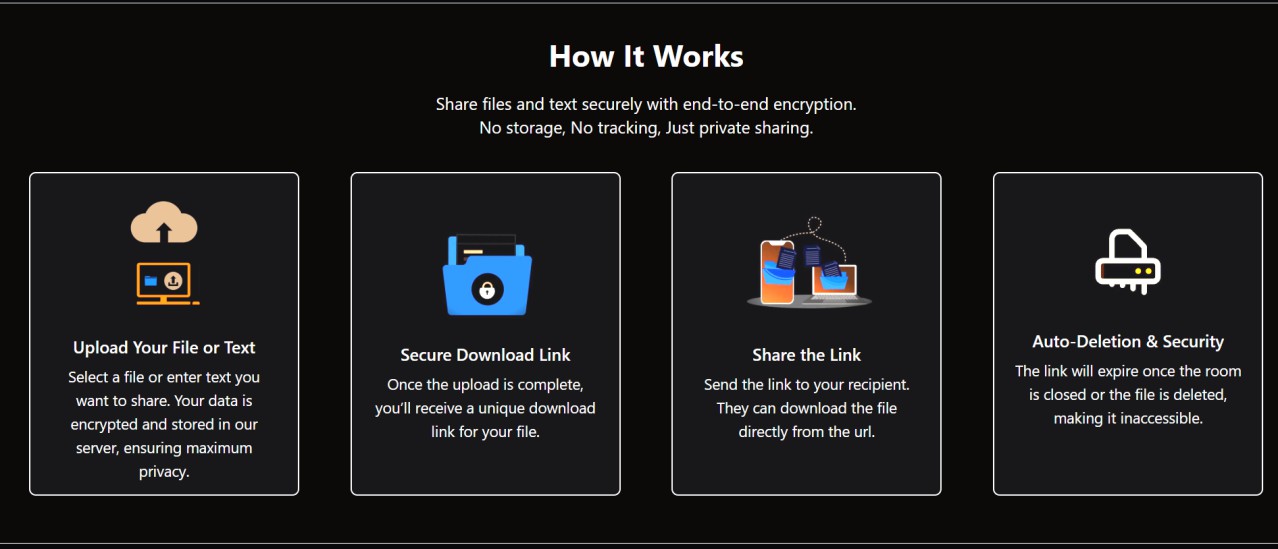 How It Works
Share files and text securely with end-to-end encryption.
No storage, No tracking, Just private sharing.
Upload Your File or Text
Select a file or enter text you
want to share. Your data is
encrypted and stored in our
server, ensuring maximum
privacy.
Secure Download Link
Once the upload is complete,
you’ll receive a unique download
link for your file.
Share the Link
Send the link to your recipient.
They can download the file
directly from the url.
Auto-Deletion & Security
The link will expire once the room
is closed or the file is deleted,
making it inaccessible.